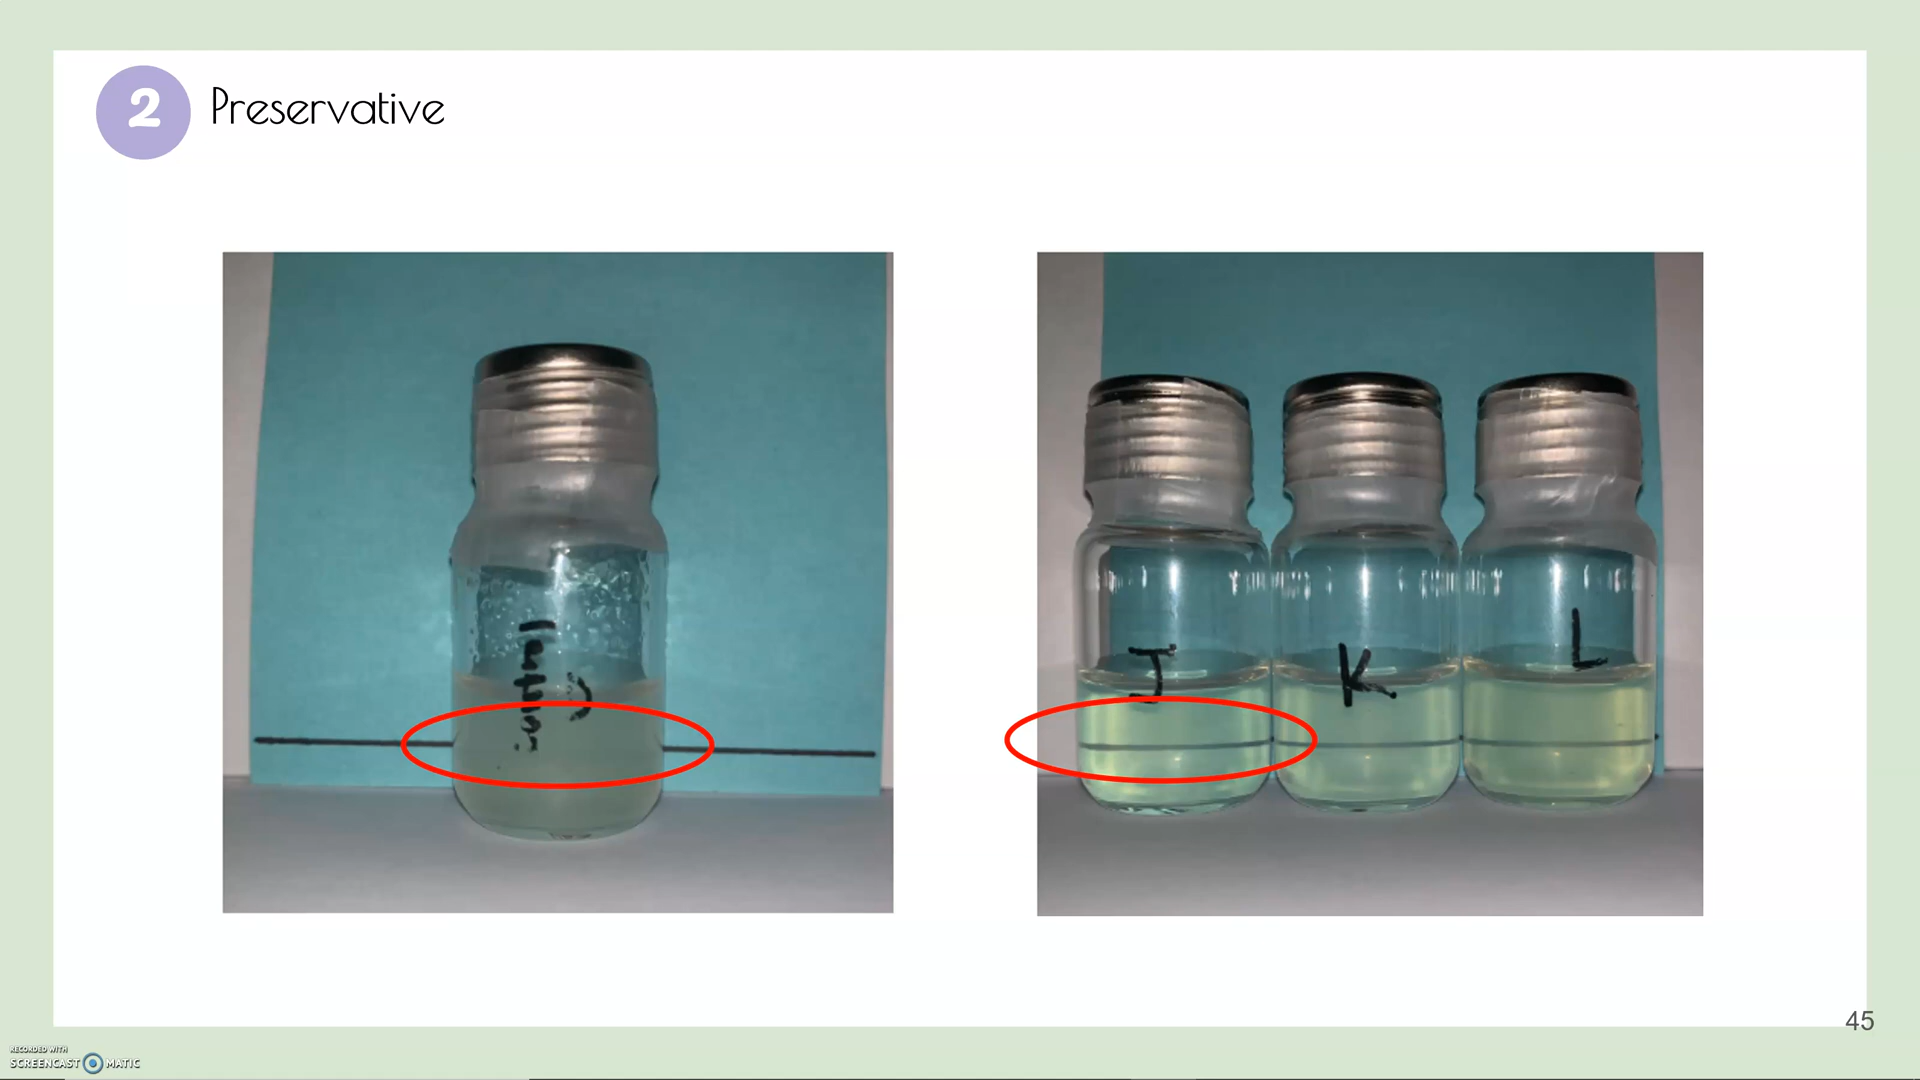 2
Preservative
J
K
L
45
RECORDED WITH
SCREENCAST MATIC